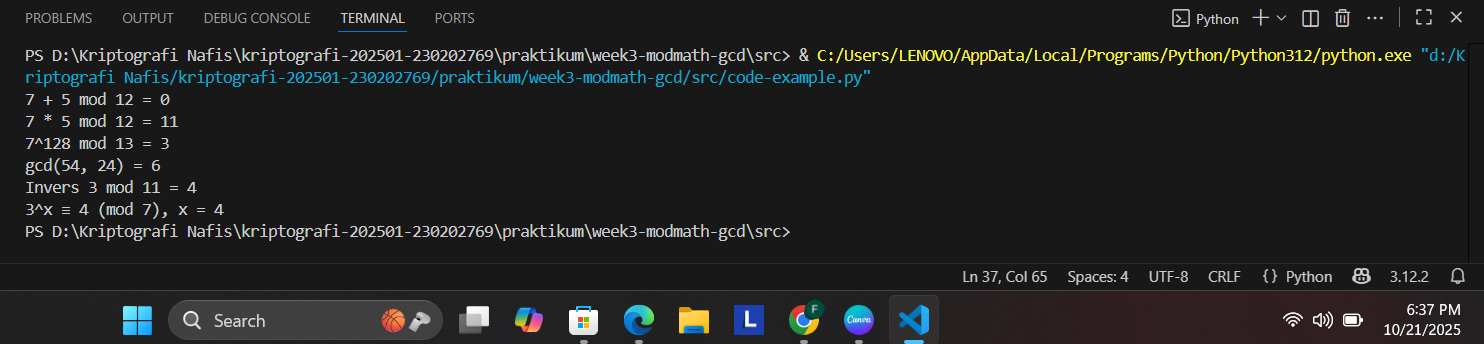 PROBLEMS OUTPUT DEBUG CONSOLE TERMINAL PORTS Python
PS D:\Kriptografi Nafis\kriptografi-202501-230202769\praktikum\week3-modmath-gcd\src> & C:/Users/LENOVO/AppData/Local/Programs/Python/Python312/python.exe "d:/K
riptografi Nafis/kriptografi-202501-230202769/praktikum/week3-modmath-gcd/src/code-example.py"
7 + 5 mod 12 = 0
7 * 5 mod 12 = 11
7^128 mod 13 = 3
gcd(54, 24) = 6
Invers 3 mod 11 = 4
3^x ≡ 4 (mod 7), x = 4
PS D:\Kriptografi Nafis\kriptografi-202501-230202769\praktikum\week3-modmath-gcd\src>
Ln 37, Col 65 Spaces: 4 UTF-8 CRLF {} Python 3.12.2
Search L F Canva 6:37 PM
10/21/2025